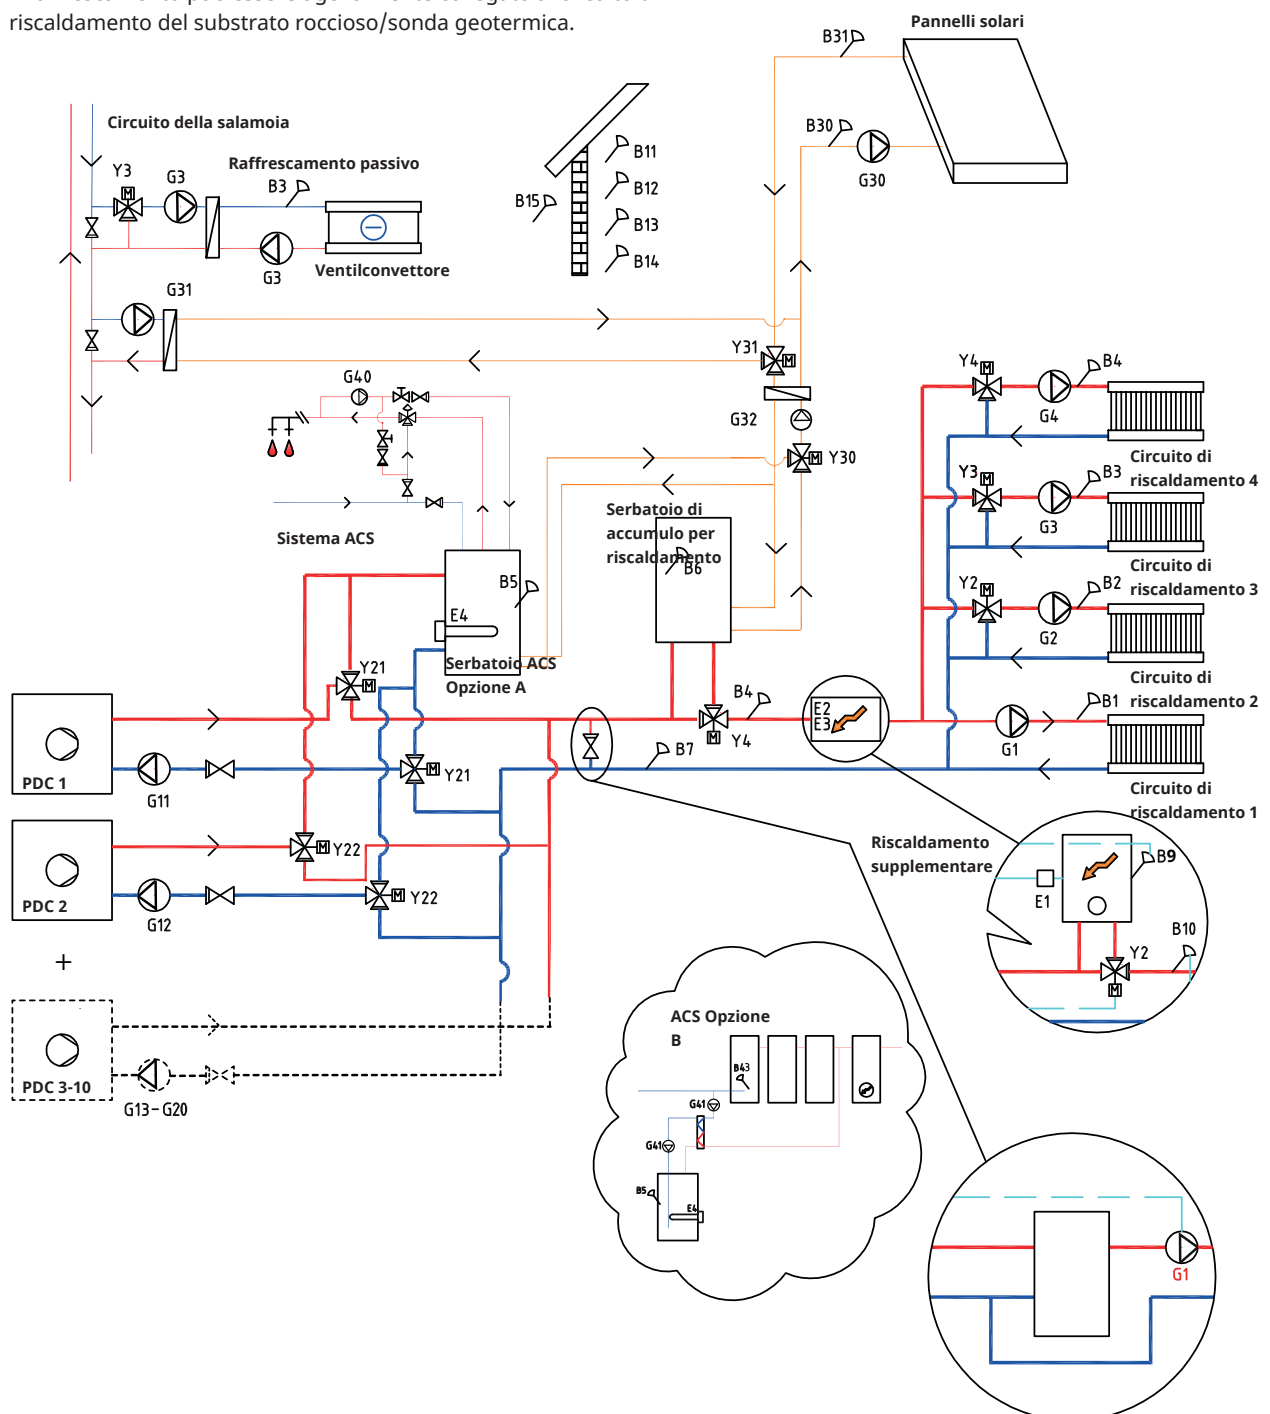 riscaldamento del substrato roccioso/sonda geotermica.
Pannelli solari
B31
B30
G30
Circuito della salamoia
Raffrescamento passivo
Y3
G3
B3
G3
Ventilconvettore
B11
B12
B13
B14
B15
G31
Y31
M
G32
Y30
M
G40
Sistema ACS
Serbatoio di
accumulo per
riscaldamento
B6
B5
E4
Serbatoio ACS
Opzione A
Y4
M
G4
B4
Circuito di
riscaldamento 4
Y3
M
G3
B3
Circuito di
riscaldamento 3
Y2
M
G2
B2
Circuito di
riscaldamento 2
G1
B1
Circuito di
riscaldamento 1
PDC 1
G11
Y21
M
Y21
M
B7
B4
Y4
M
E2
E3
PDC 2
G12
Y22
M
Y22
M
+
PDC 3-10
G13-G20
Riscaldamento
supplementare
E1
B9
B10
Y2
M
ACS Opzione
B
B43
G41
G41
B5
E4
G1